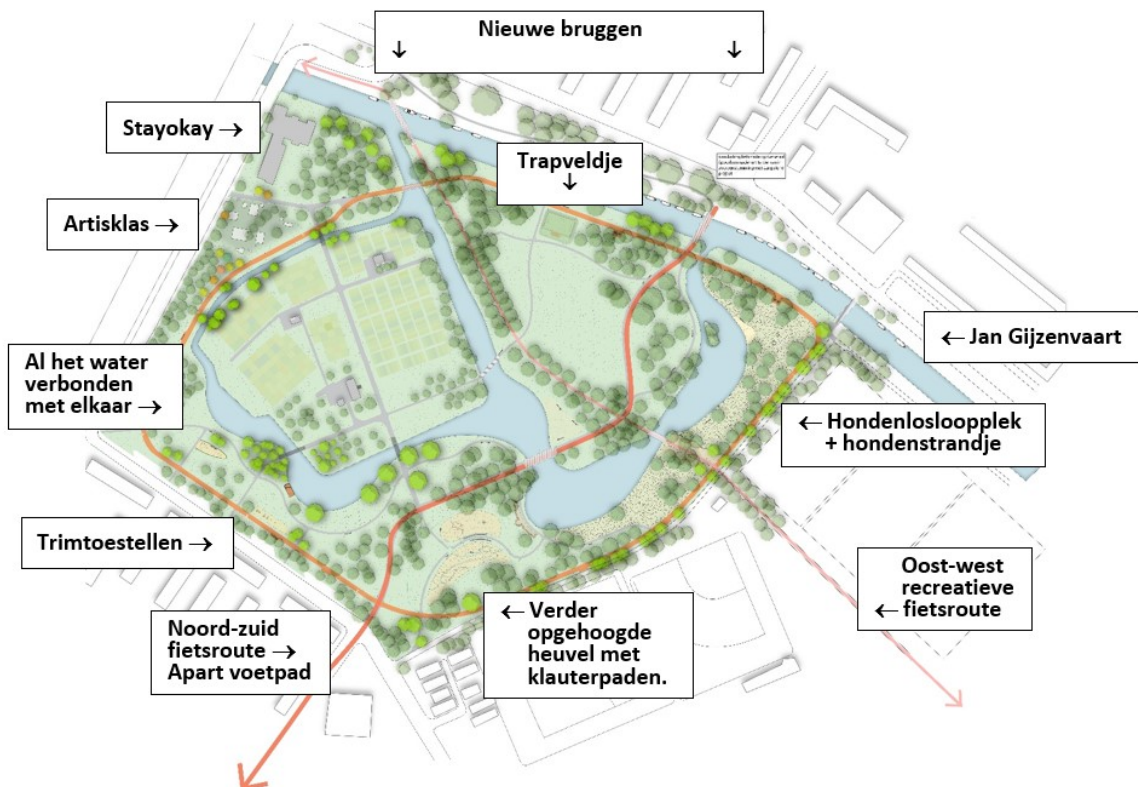 Nieuwe bruggen
↓ ↓
Stayokay →
Trapveldje
↓
Artisklas →
← Jan Gijzenvaart
Al het water
verbonden
met elkaar →
← Hondenlosloopplek
+ hondenstrandje
Trimtoestellen →
Oost-west
recreatieve
← fietsroute
Noord-zuid
fietsroute →
Apart voetpad
← Verder
opgehoogde
heuvel met
klauterpaden.